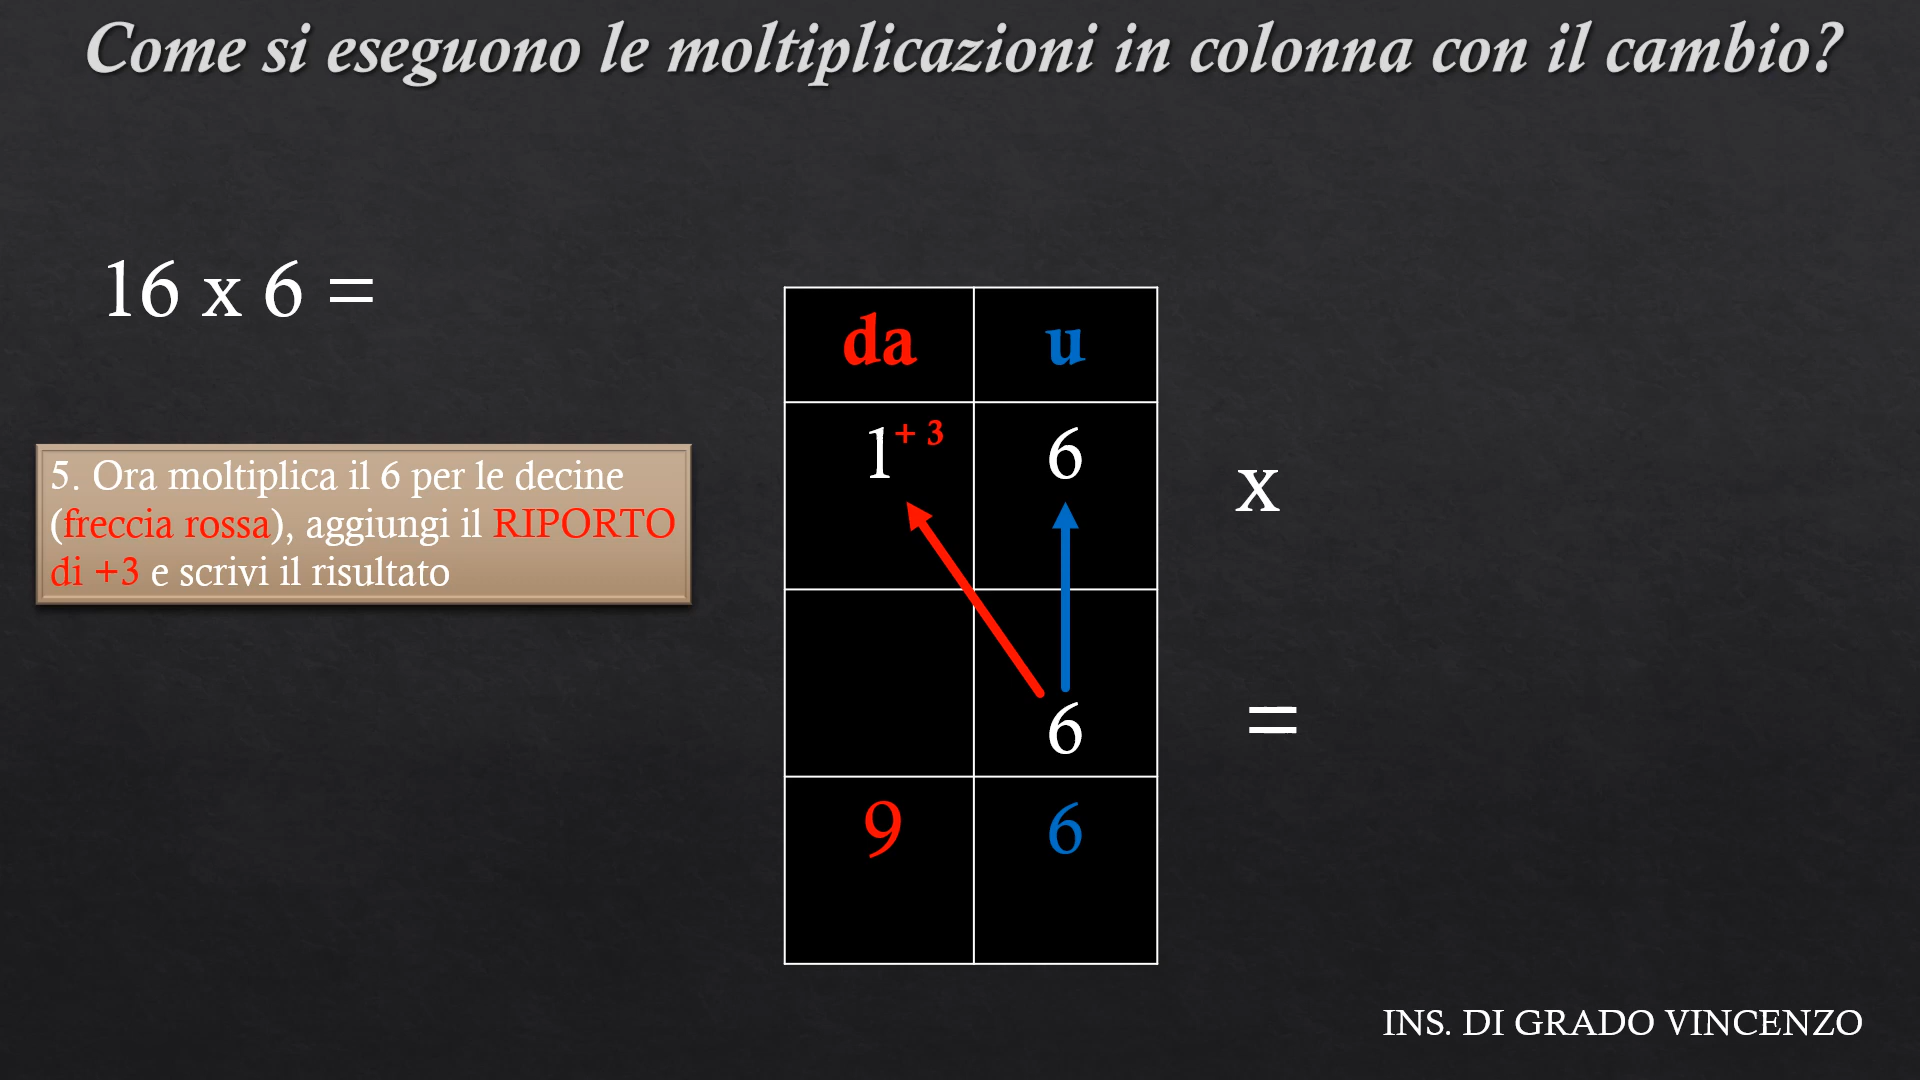 Come si eseguono le moltiplicazioni in colonna con il cambio?
16 x 6 =
5. Ora moltiplica il 6 per le decine
(freccia rossa), aggiungi il RIPORTO
di +3 e scrivi il risultato
da u
1 + 3 6
x
6
=
9 6
INS. DI GRADO VINCENZO